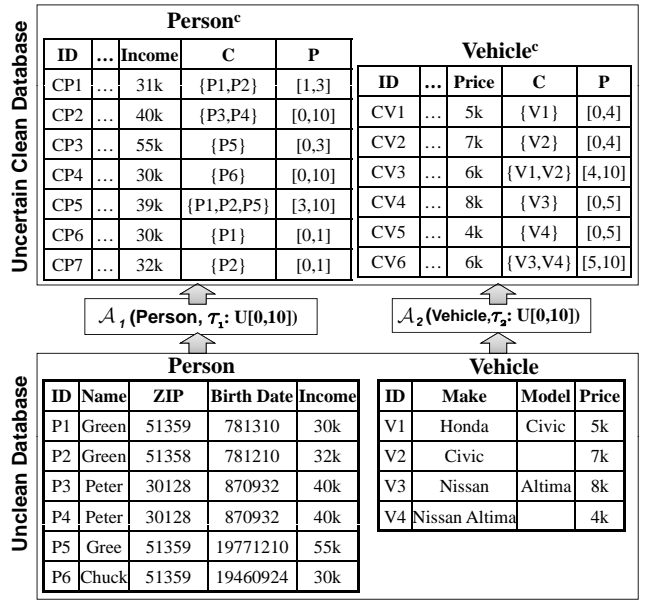 Uncertain Clean Database
Personᶜ
ID … Income C P
CP1 … 31k {P1,P2} [1,3]
CP2 … 40k {P3,P4} [0,10]
CP3 … 55k {P5} [0,3]
CP4 … 30k {P6} [0,10]
CP5 … 39k {P1,P2,P5} [3,10]
CP6 … 30k {P1} [0,1]
CP7 … 32k {P2} [0,1]
Vehicleᶜ
ID … Price C P
CV1 … 5k {V1} [0,4]
CV2 … 7k {V2} [0,4]
CV3 … 6k {V1,V2} [4,10]
CV4 … 8k {V3} [0,5]
CV5 … 4k {V4} [0,5]
CV6 … 6k {V3,V4} [5,10]
𝒜₁(Person, τ₁: U[0,10])
𝒜₂(Vehicle,τ₂: U[0,10])
Unclean Database
Person
ID Name ZIP Birth Date Income
P1 Green 51359 781310 30k
P2 Green 51358 781210 32k
P3 Peter 30128 870932 40k
P4 Peter 30128 870932 40k
P5 Gree 51359 19771210 55k
P6 Chuck 51359 19460924 30k
Vehicle
ID Make Model Price
V1 Honda Civic 5k
V2 Civic 7k
V3 Nissan Altima 8k
V4 Nissan Altima 4k